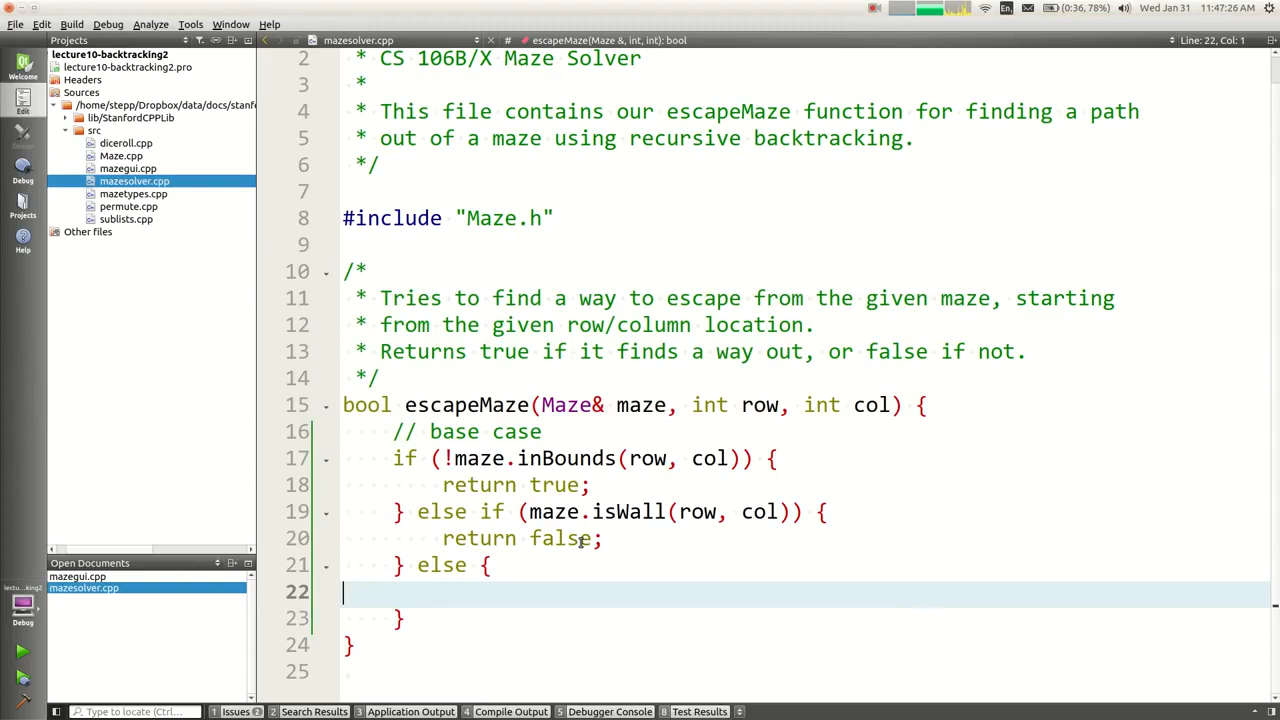 (0:36, 78%) Wed Jan 31 11:47:26 AM
En
File Edit Build Debug Analyze Tools Window Help
Projects
mazesolver.cpp
# escapeMaze(Maze &, int, int): bool
Line: 22, Col: 1
Welcome
Edit
Design
Debug
Projects
Help
lecture10-backtracking2
lecture10-backtracking2.pro
Headers
Sources
/home/stepp/Dropbox/data/docs/stanf
lib/StanfordCPPLib
src
diceroll.cpp
Maze.cpp
mazegui.cpp
mazesolver.cpp
mazetypes.cpp
permute.cpp
sublists.cpp
Other files
Open Documents
mazegui.cpp
mazesolver.cpp
lectu...king2
Debug
2 * CS 106B/X Maze Solver
3 *
4 * This file contains our escapeMaze function for finding a path
5 * out of a maze using recursive backtracking.
6 */
7
8 #include "Maze.h"
9
10 /*
11 * Tries to find a way to escape from the given maze, starting
12 * from the given row/column location.
13 * Returns true if it finds a way out, or false if not.
14 */
15 bool escapeMaze(Maze& maze, int row, int col) {
16 // base case
17 if (!maze.inBounds(row, col)) {
18 return true;
19 } else if (maze.isWall(row, col)) {
20 return false;
21 } else {
22
23 }
24 }
25
Type to locate (Ctrl...
1 Issues 2
2 Search Results
3 Application Output
4 Compile Output
5 Debugger Console
8 Test Results